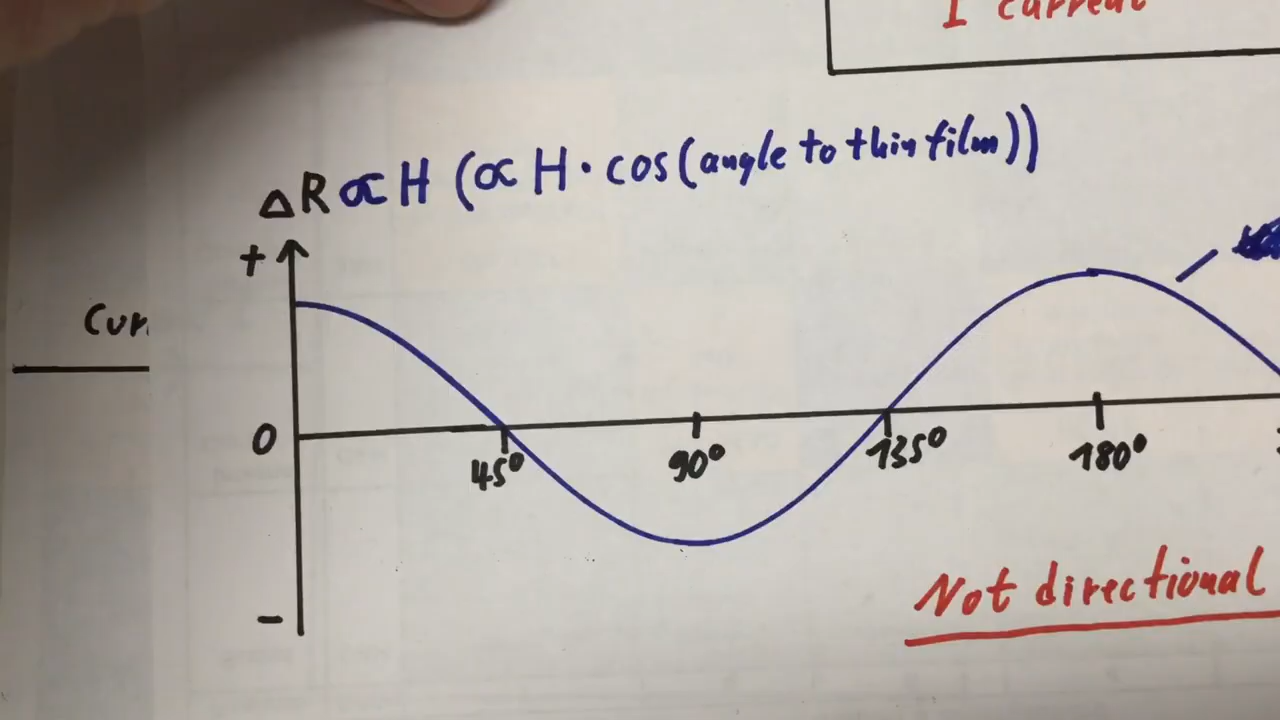 I current
ΔR ∝ H (∝ H · cos(angle to thin film))
+
0
45° 90° 135° 180°
-
Not directional